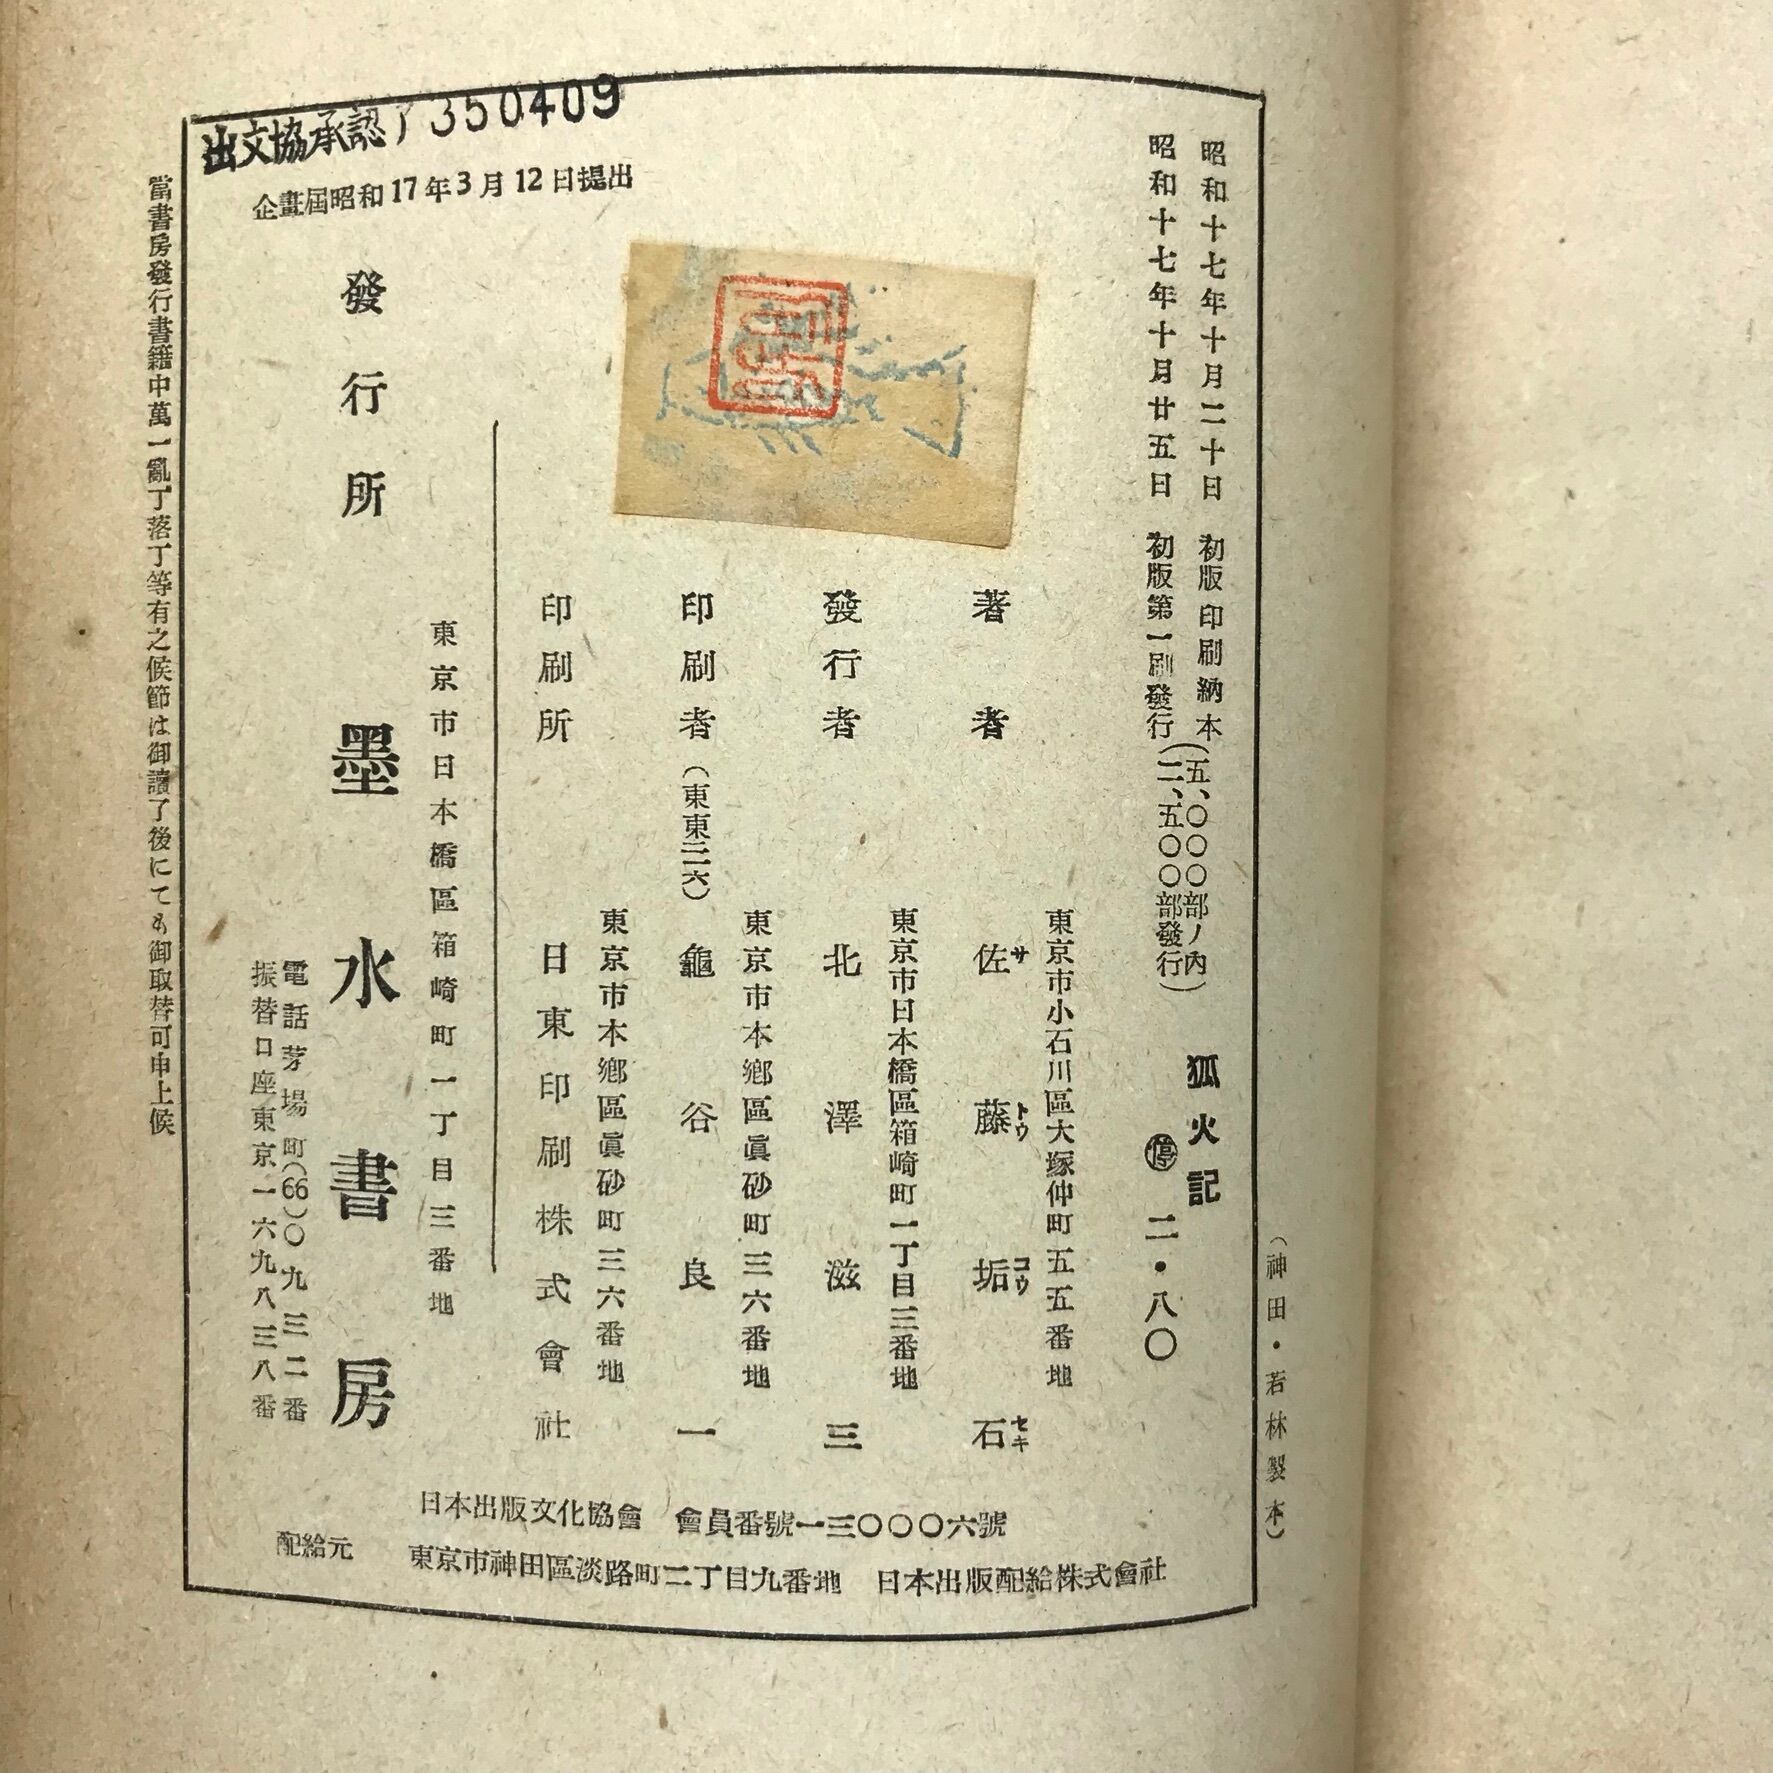 出文協承認ア350409
企畫屆昭和17年3月12日提出
昭和十七年十月二十日　初版印刷納本
昭和十七年十月廿五日　初版第一刷發行
（五、〇〇〇部ノ內
二、五〇〇部發行）
狐火記
停　二・八〇
東京市小石川區大塚仲町五五番地
著者　佐藤垢石
サトウコウセキ
東京市日本橋區箱崎町一丁目三番地
發行者　北澤滋三
東京市本鄕區眞砂町三六番地
印刷者（東東三六）龜谷良一
東京市本鄕區眞砂町三六番地
印刷所　日東印刷株式會社
東京市日本橋區箱崎町一丁目三番地
發行所　墨水書房
電話茅場町（66）〇九三二番
振替口座東京一六九八三八番
日本出版文化協會　會員番號一三〇〇〇六號
配給元　東京市神田區淡路町二丁目九番地　日本出版配給株式會社
當書房發行書籍中萬一亂丁落丁等有之候節は御讀了後にても御取替可申上候
（神田・若林製本）